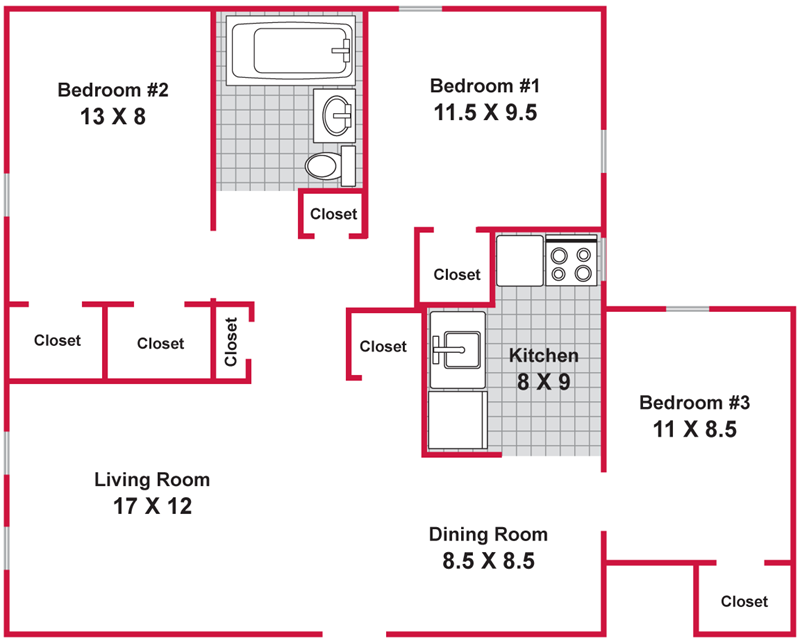 Bedroom #2
13 X 8
Bedroom #1
11.5 X 9.5
Closet
Closet
Closet
Closet
Closet
Closet
Kitchen
8 X 9
Bedroom #3
11 X 8.5
Living Room
17 X 12
Dining Room
8.5 X 8.5
Closet